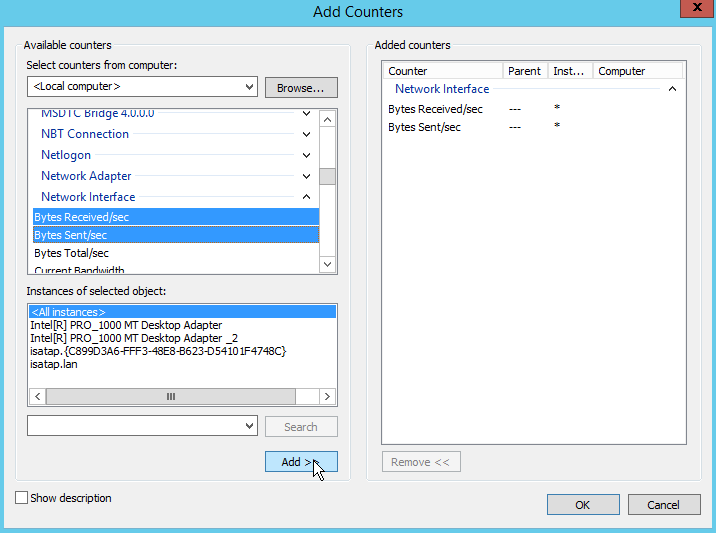 Add Counters
x
Available counters
Select counters from computer:
<Local computer>
Browse...
MSDTC Bridge 4.0.0.0
NBT Connection
Netlogon
Network Adapter
Network Interface
Bytes Received/sec
Bytes Sent/sec
Bytes Total/sec
Current Bandwidth
Instances of selected object:
<All instances>
Intel[R] PRO_1000 MT Desktop Adapter
Intel[R] PRO_1000 MT Desktop Adapter _2
isatap.{C899D3A6-FFF3-48E8-B623-D54101F4748C}
isatap.lan
Search
Add >>
Show description
Added counters
Counter Parent Inst... Computer
Network Interface
Bytes Received/sec --- *
Bytes Sent/sec --- *
Remove <<
OK Cancel